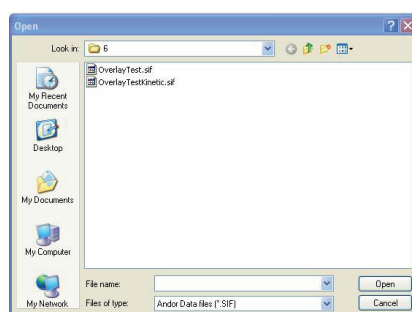 Open
Look in: 6
OverlayTest.sif
OverlayTestKinetic.sif
My Recent
Documents
Desktop
My Documents
My Computer
My Network
File name:
Open
Files of type: Andor Data files (*.SIF)
Cancel